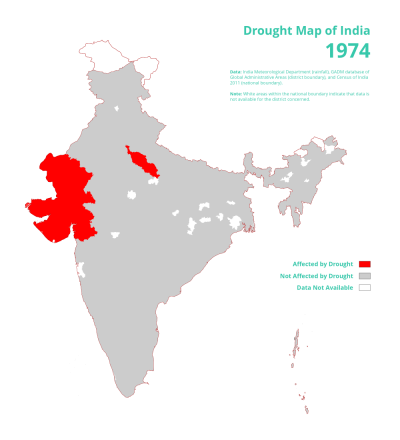 Drought Map of India
1974
Data: India Meteorological Department (rainfall), GADM database of
Global Administrative Areas (district boundary), and Census of India
2011 (national boundary).
Note: White areas within the national boundary indicate that data is
not available for the district concerned.
Affected by Drought
Not Affected by Drought
Data Not Available